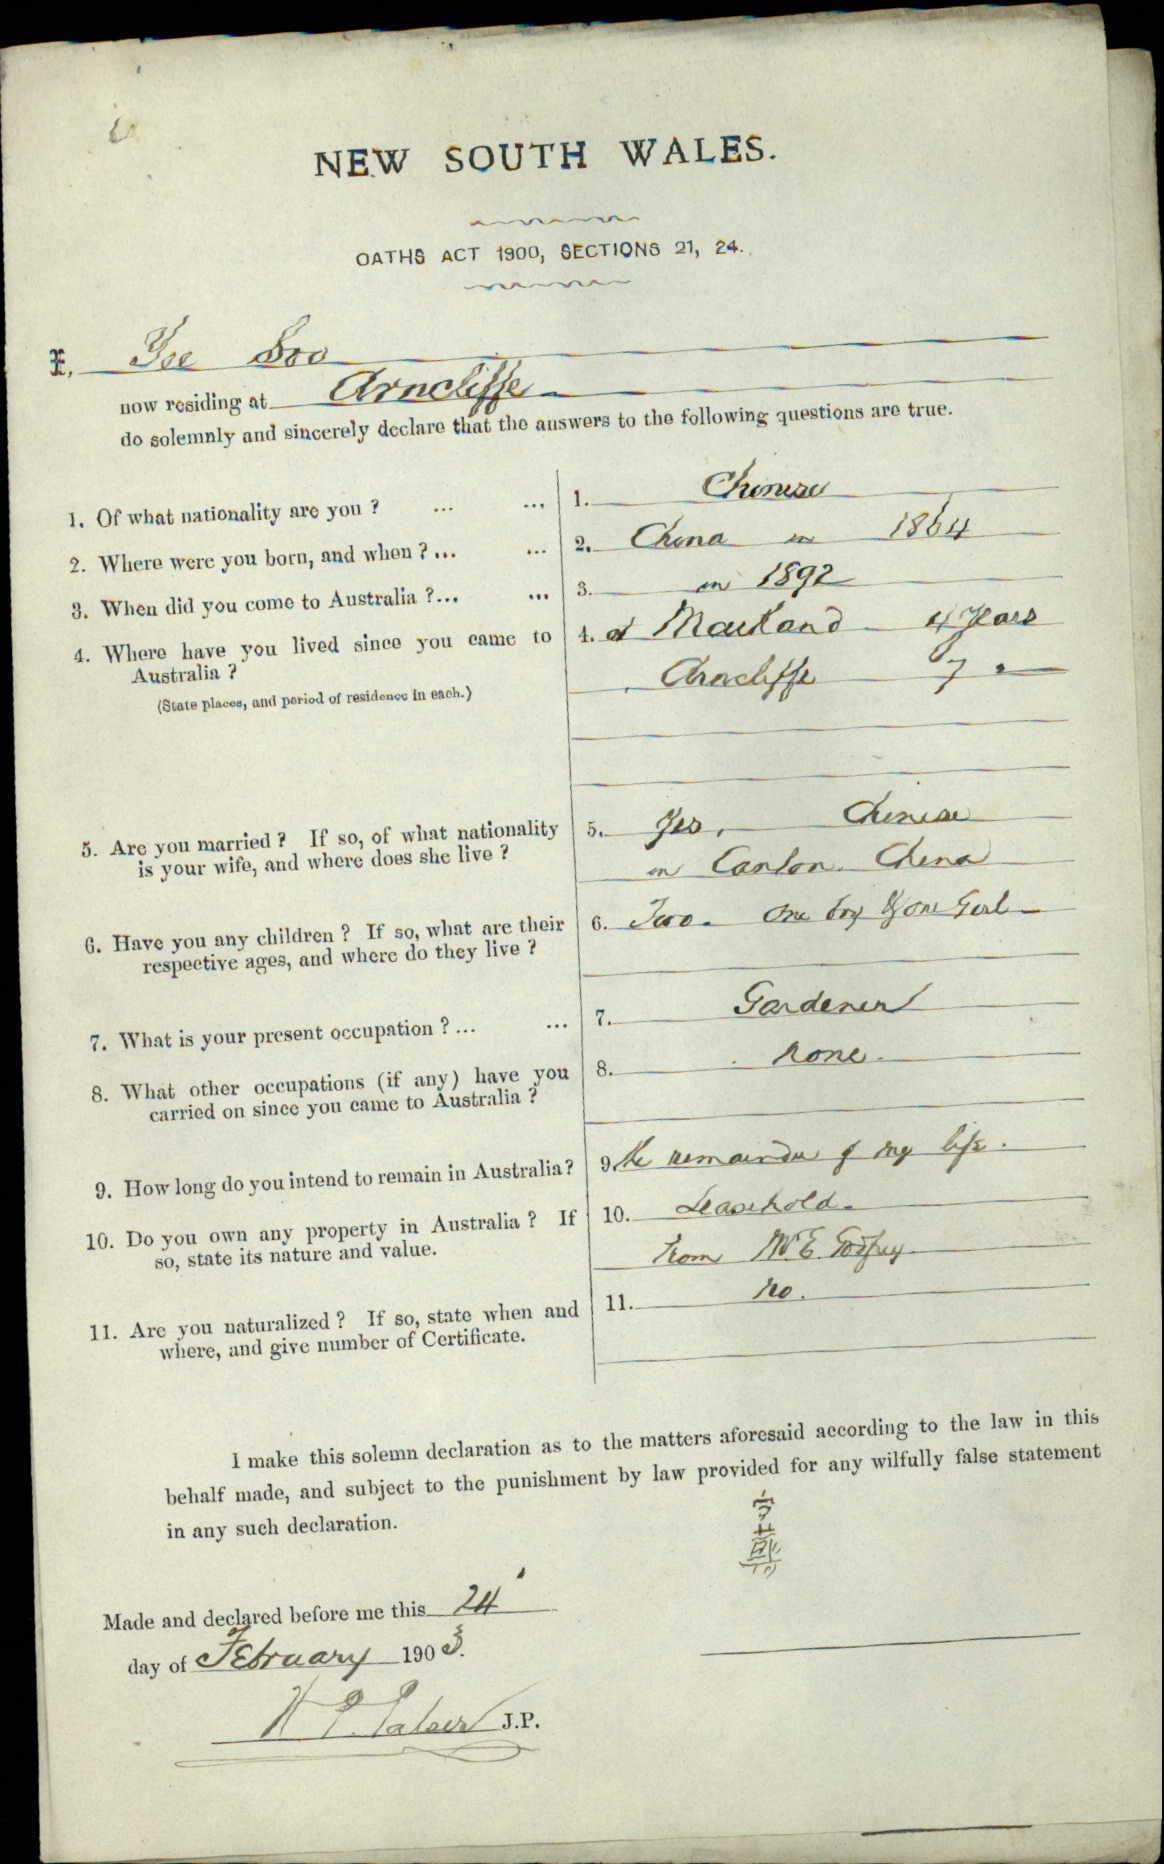 NEW SOUTH WALES.
OATHS ACT 1900, SECTIONS 21, 24.
I, Yee Soo
now residing at Arncliffe
do solemnly and sincerely declare that the answers to the following questions are true.
1. Of what nationality are you ? ... ... 1. Chinese
2. Where were you born, and when ? ... ... 2. China in 1864
3. When did you come to Australia ?... ... 3. in 1892
4. Where have you lived since you came to 4. at Maitland 4 Years
Australia ? Arncliffe 7 "
(State places, and period of residence in each.)
5. Are you married ? If so, of what nationality 5. Yes, Chinese
is your wife, and where does she live ? in Canton. China
6. Have you any children ? If so, what are their 6. Two. One boy & one Girl
respective ages, and where do they live ?
7. What is your present occupation ? ... ... 7. Gardener
8. What other occupations (if any) have you 8. None.
carried on since you came to Australia ?
9. How long do you intend to remain in Australia? 9. the remainder of my life.
10. Do you own any property in Australia ? If 10. Leasehold.
so, state its nature and value. From Mr E. Godfrey
11. Are you naturalized ? If so, state when and 11. No.
where, and give number of Certificate.
I make this solemn declaration as to the matters aforesaid according to the law in this
behalf made, and subject to the punishment by law provided for any wilfully false statement
in any such declaration.
Made and declared before me this 24
day of February 1903.
J.P.